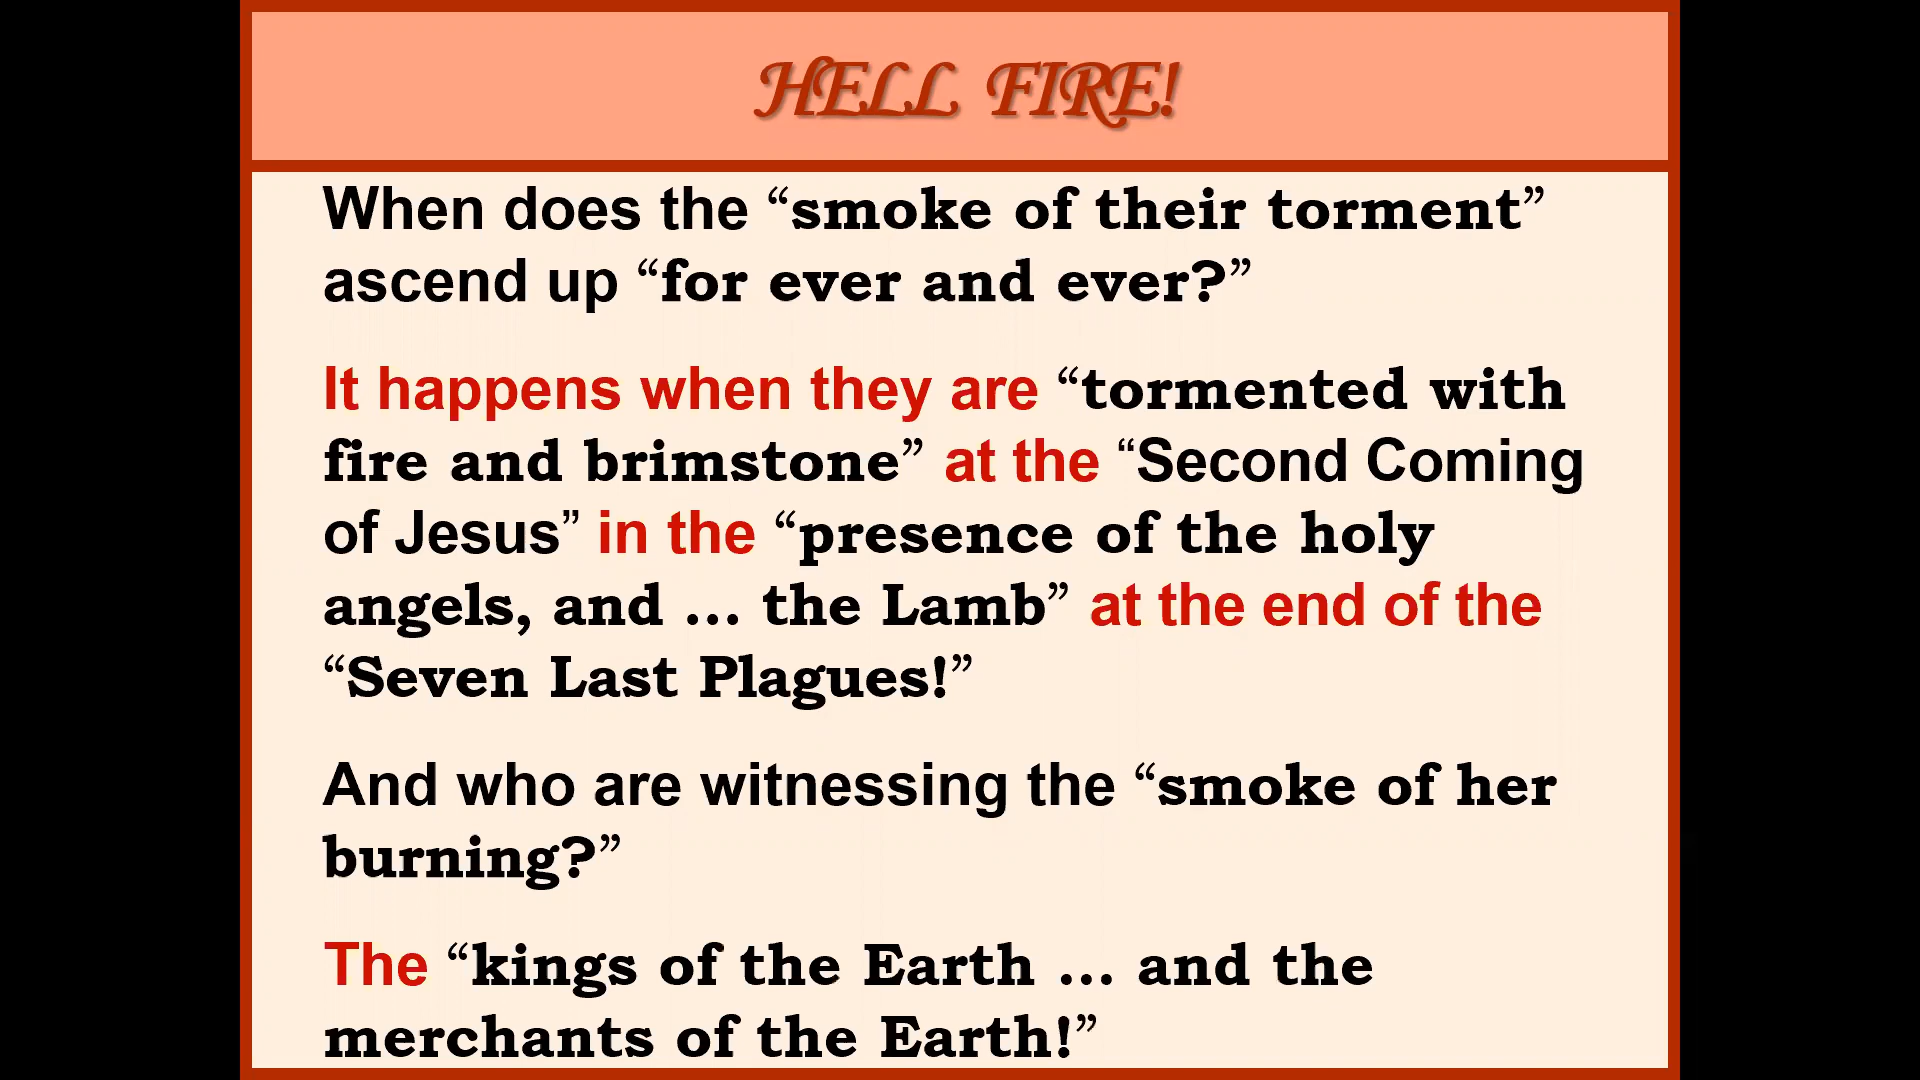 HELL FIRE!
When does the “smoke of their torment”
ascend up “for ever and ever?”
It happens when they are “tormented with
fire and brimstone” at the “Second Coming
of Jesus” in the “presence of the holy
angels, and … the Lamb” at the end of the
“Seven Last Plagues!”
And who are witnessing the “smoke of her
burning?”
The “kings of the Earth … and the
merchants of the Earth!”